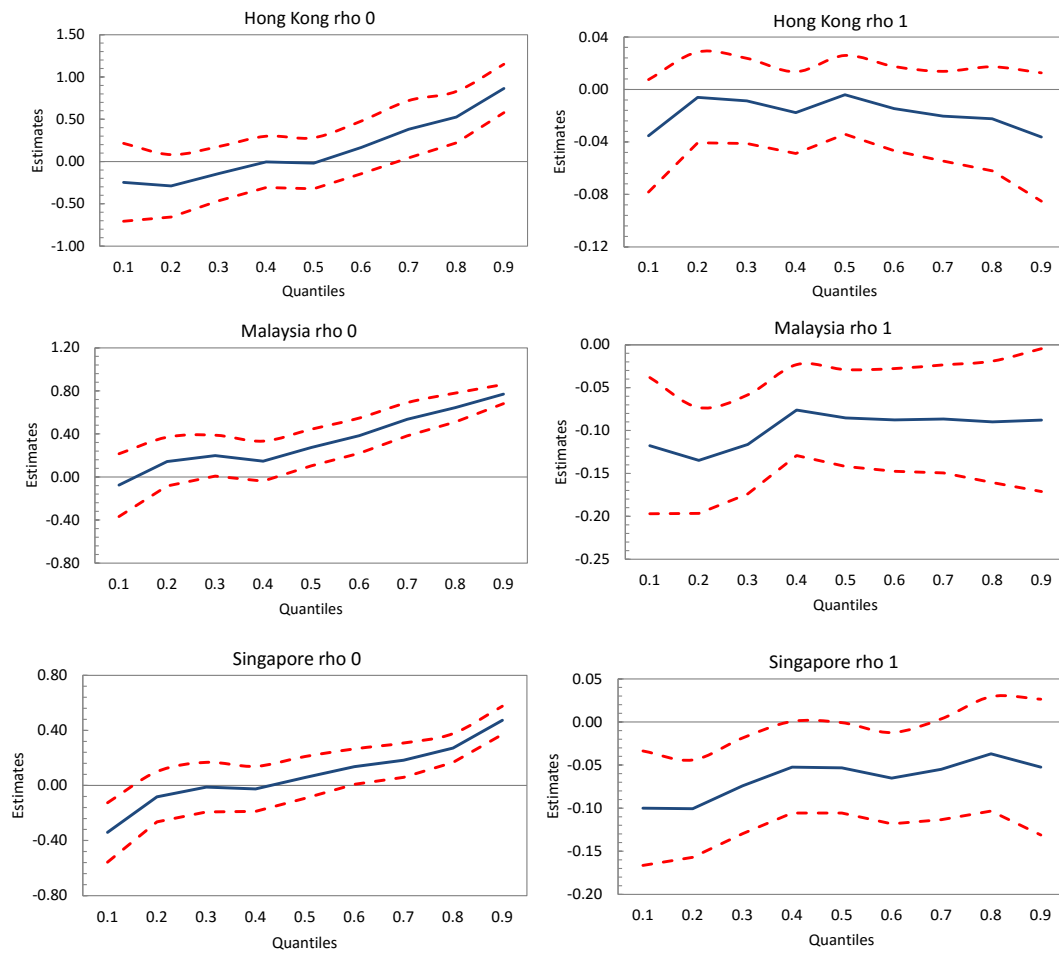 Hong Kong rho 0
1.50
1.00
0.50
0.00
-0.50
-1.00
Estimates
0.1 0.2 0.3 0.4 0.5 0.6 0.7 0.8 0.9
Quantiles
Hong Kong rho 1
0.04
0.00
-0.04
-0.08
-0.12
Estimates
0.1 0.2 0.3 0.4 0.5 0.6 0.7 0.8 0.9
Quantiles
Malaysia rho 0
1.20
0.80
0.40
0.00
-0.40
-0.80
Estimates
0.1 0.2 0.3 0.4 0.5 0.6 0.7 0.8 0.9
Quantiles
Malaysia rho 1
0.00
-0.05
-0.10
-0.15
-0.20
-0.25
Estimates
0.1 0.2 0.3 0.4 0.5 0.6 0.7 0.8 0.9
Quantiles
Singapore rho 0
0.80
0.40
0.00
-0.40
-0.80
Estimates
0.1 0.2 0.3 0.4 0.5 0.6 0.7 0.8 0.9
Quantiles
Singapore rho 1
0.05
0.00
-0.05
-0.10
-0.15
-0.20
Estimates
0.1 0.2 0.3 0.4 0.5 0.6 0.7 0.8 0.9
Quantiles